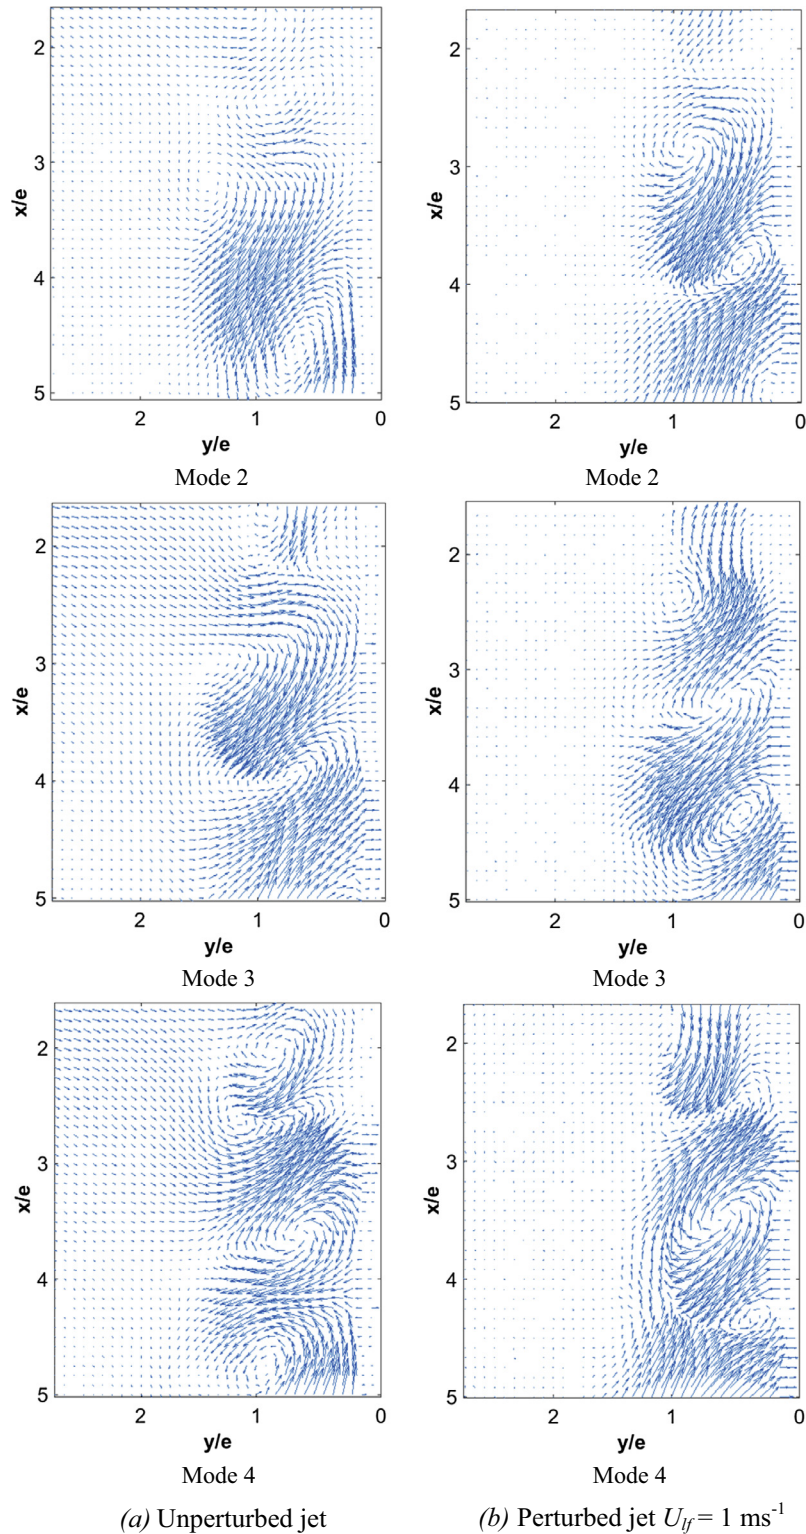 2
3
4
5
x/e
2 1 0
y/e
Mode 2
2
3
4
5
x/e
2 1 0
y/e
Mode 2
2
3
4
5
x/e
2 1 0
y/e
Mode 3
2
3
4
5
x/e
2 1 0
y/e
Mode 3
2
3
4
5
x/e
2 1 0
y/e
Mode 4
2
3
4
5
x/e
2 1 0
y/e
Mode 4
(a) Unperturbed jet
(b) Perturbed jet U_lf = 1 ms⁻¹